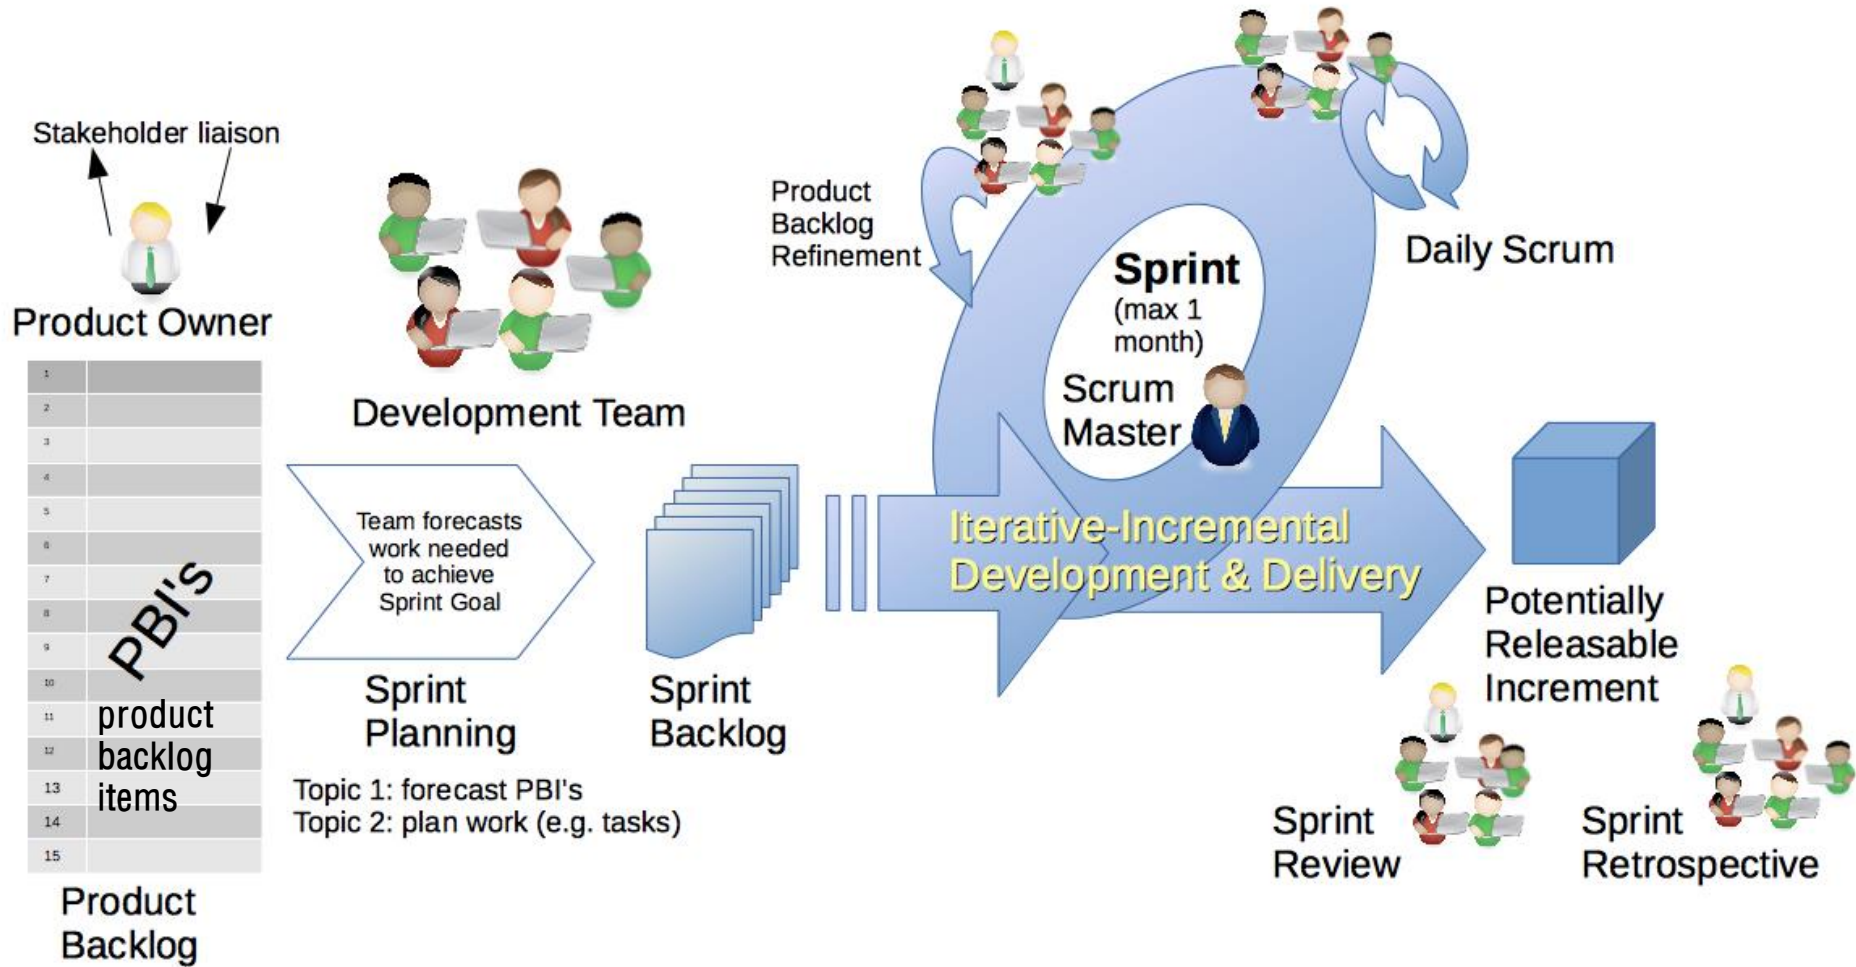 Stakeholder liaison
Product Owner
1
2
3
4
5
6
7
8
9
10
11
12
13
14
15
PBI's
product
backlog
items
Product
Backlog
Development Team
Team forecasts
work needed
to achieve
Sprint Goal
Sprint
Planning
Topic 1: forecast PBI's
Topic 2: plan work (e.g. tasks)
Sprint
Backlog
Product
Backlog
Refinement
Sprint
(max 1
month)
Scrum
Master
Daily Scrum
Iterative-Incremental
Development & Delivery
Potentially
Releasable
Increment
Sprint
Review
Sprint
Retrospective